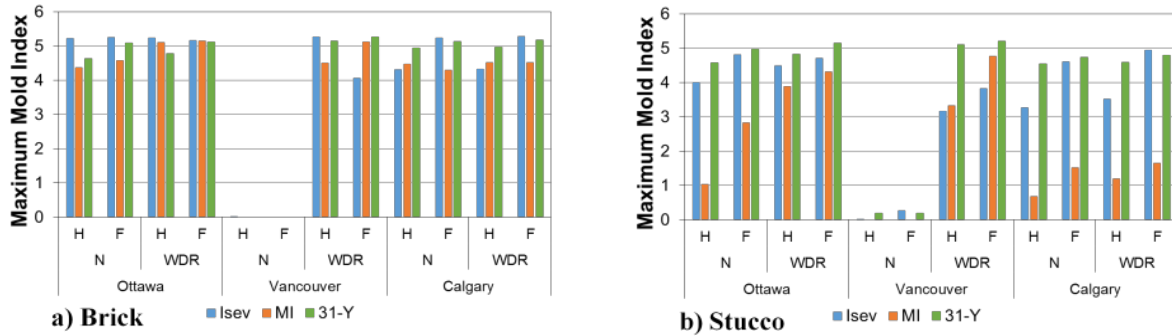 Maximum Mold Index
6
5
4
3
2
1
0
H F H F H F H F H F H F
N WDR N WDR N WDR
Ottawa Vancouver Calgary
Isev MI 31-Y
a) Brick
Maximum Mold Index
6
5
4
3
2
1
0
H F H F H F H F H F H F
N WDR N WDR N WDR
Ottawa Vancouver Calgary
Isev MI 31-Y
b) Stucco